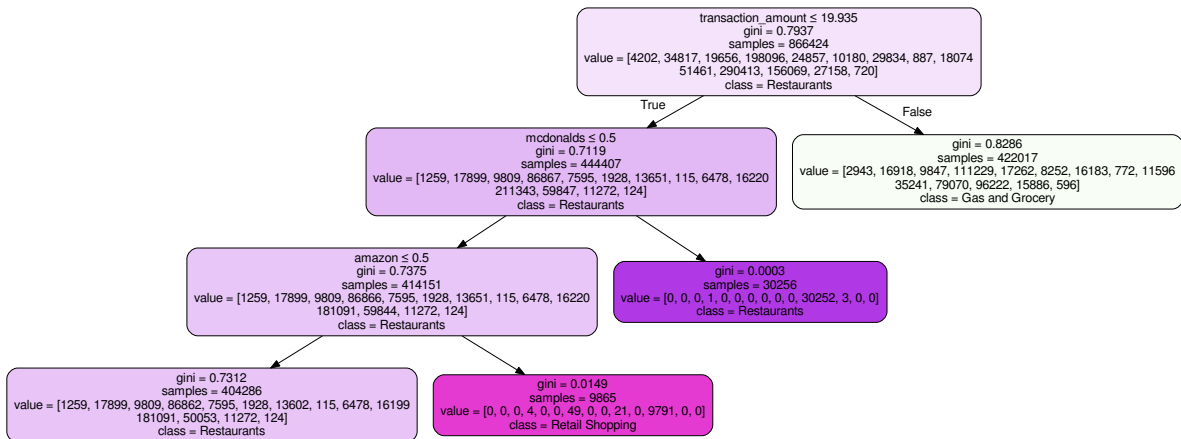 transaction_amount ≤ 19.935
gini = 0.7937
samples = 866424
value = [4202, 34817, 19656, 198096, 24857, 10180, 29834, 887, 18074
51461, 290413, 156069, 27158, 720]
class = Restaurants
True
False
mcdonalds ≤ 0.5
gini = 0.7119
samples = 444407
value = [1259, 17899, 9809, 86867, 7595, 1928, 13651, 115, 6478, 16220
211343, 59847, 11272, 124]
class = Restaurants
gini = 0.8286
samples = 422017
value = [2943, 16918, 9847, 111229, 17262, 8252, 16183, 772, 11596
35241, 79070, 96222, 15886, 596]
class = Gas and Grocery
amazon ≤ 0.5
gini = 0.7375
samples = 414151
value = [1259, 17899, 9809, 86866, 7595, 1928, 13651, 115, 6478, 16220
181091, 59844, 11272, 124]
class = Restaurants
gini = 0.0003
samples = 30256
value = [0, 0, 0, 1, 0, 0, 0, 0, 0, 0, 30252, 3, 0, 0]
class = Restaurants
gini = 0.7312
samples = 404286
value = [1259, 17899, 9809, 86862, 7595, 1928, 13602, 115, 6478, 16199
181091, 50053, 11272, 124]
class = Restaurants
gini = 0.0149
samples = 9865
value = [0, 0, 0, 4, 0, 0, 49, 0, 0, 21, 0, 9791, 0, 0]
class = Retail Shopping